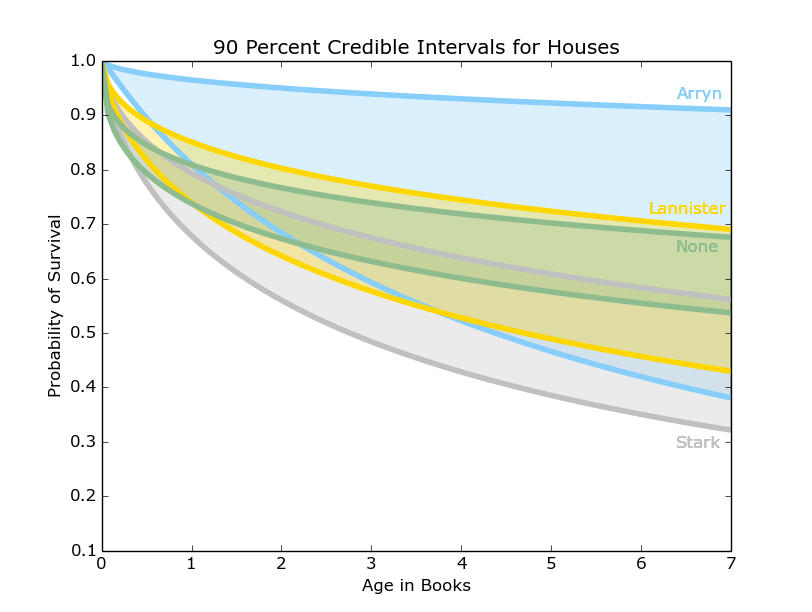 90 Percent Credible Intervals for Houses
1.0
0.9
0.8
0.7
0.6
0.5
0.4
0.3
0.2
0.1
Probability of Survival
Arryn
Lannister
None
Stark
0 1 2 3 4 5 6 7
Age in Books